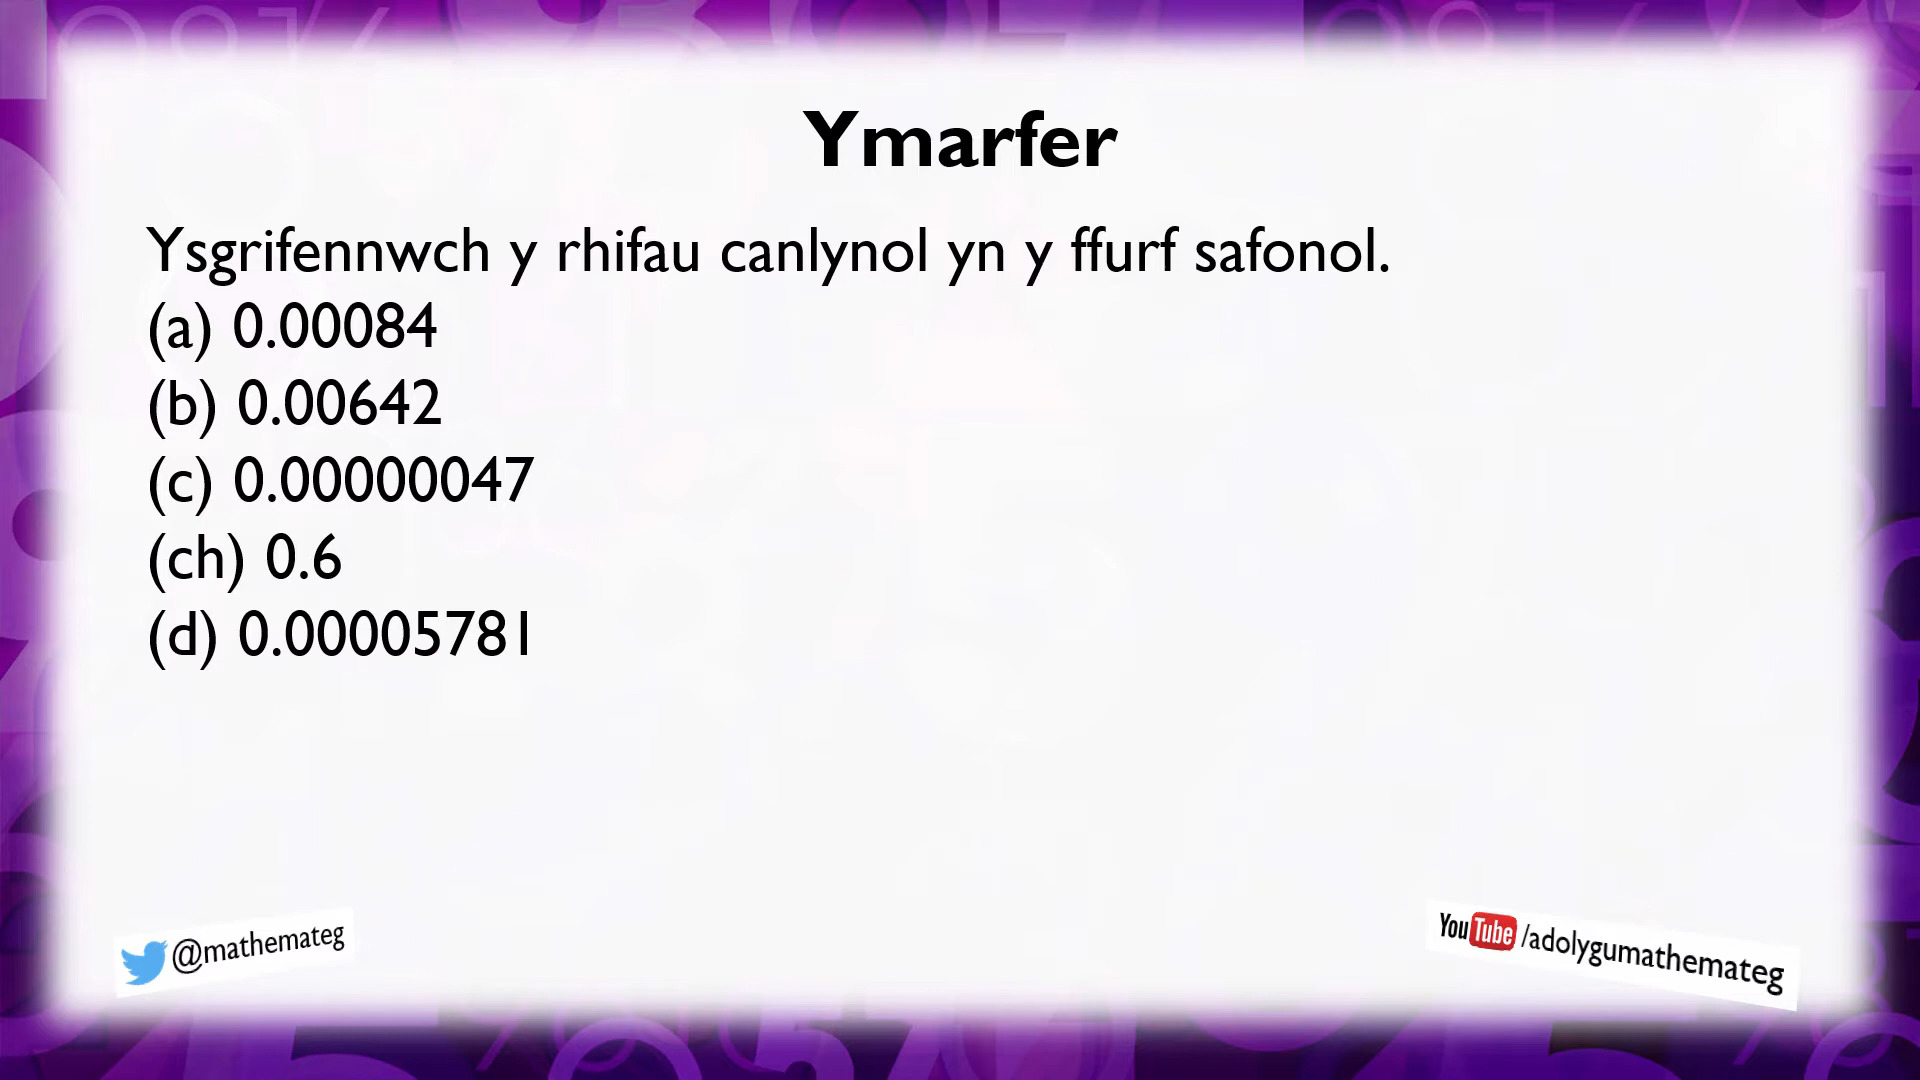 Ymarfer
Ysgrifennwch y rhifau canlynol yn y ffurf safonol.
(a) 0.00084
(b) 0.00642
(c) 0.00000047
(ch) 0.6
(d) 0.00005781
@mathemateg
YouTube /adolygumathemateg